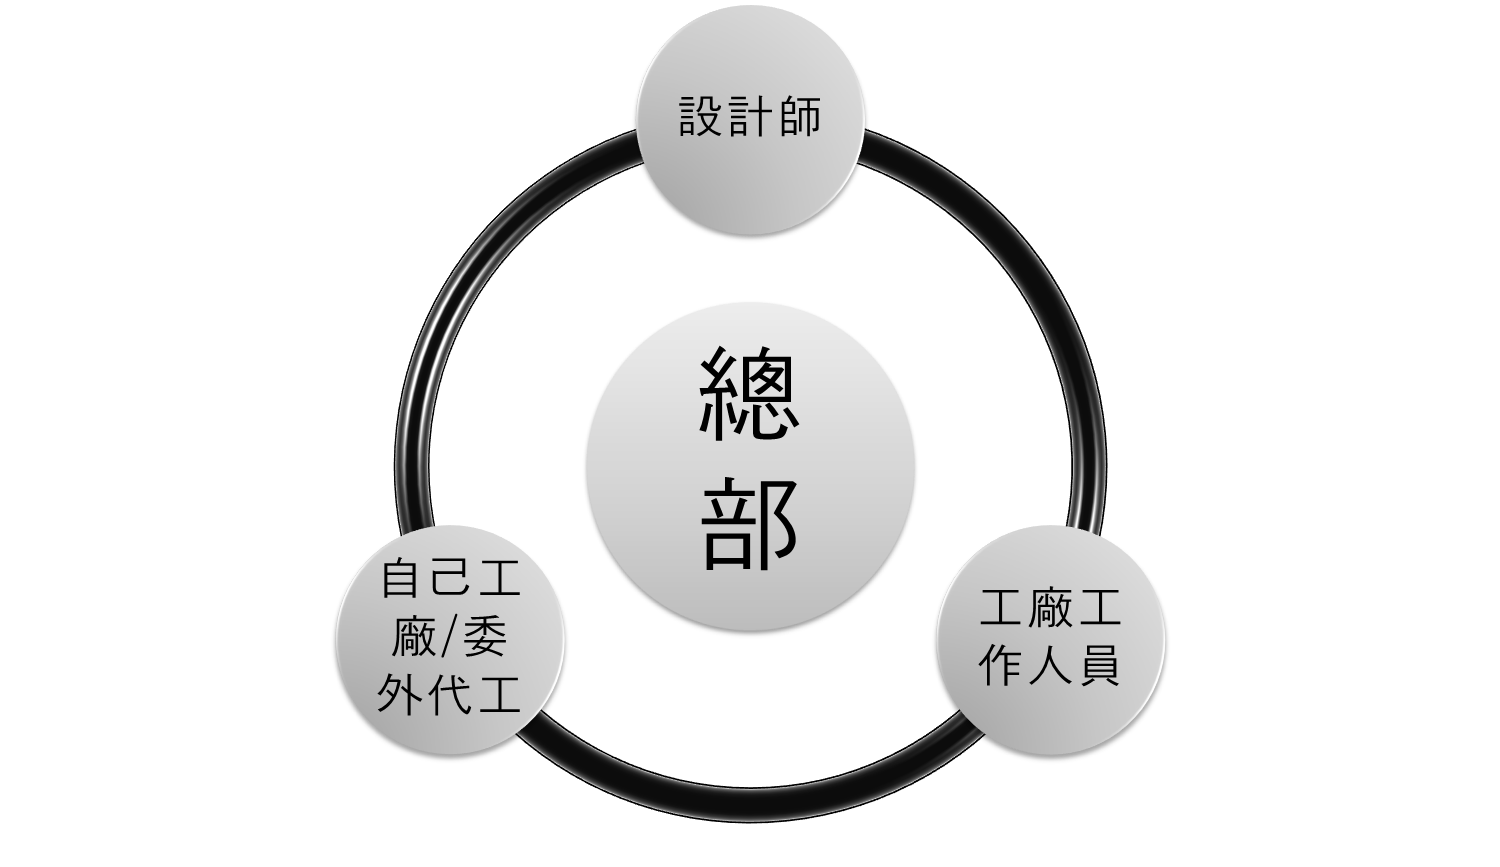 設計師
總
部
自己工
廠/委
外代工
工廠工
作人員